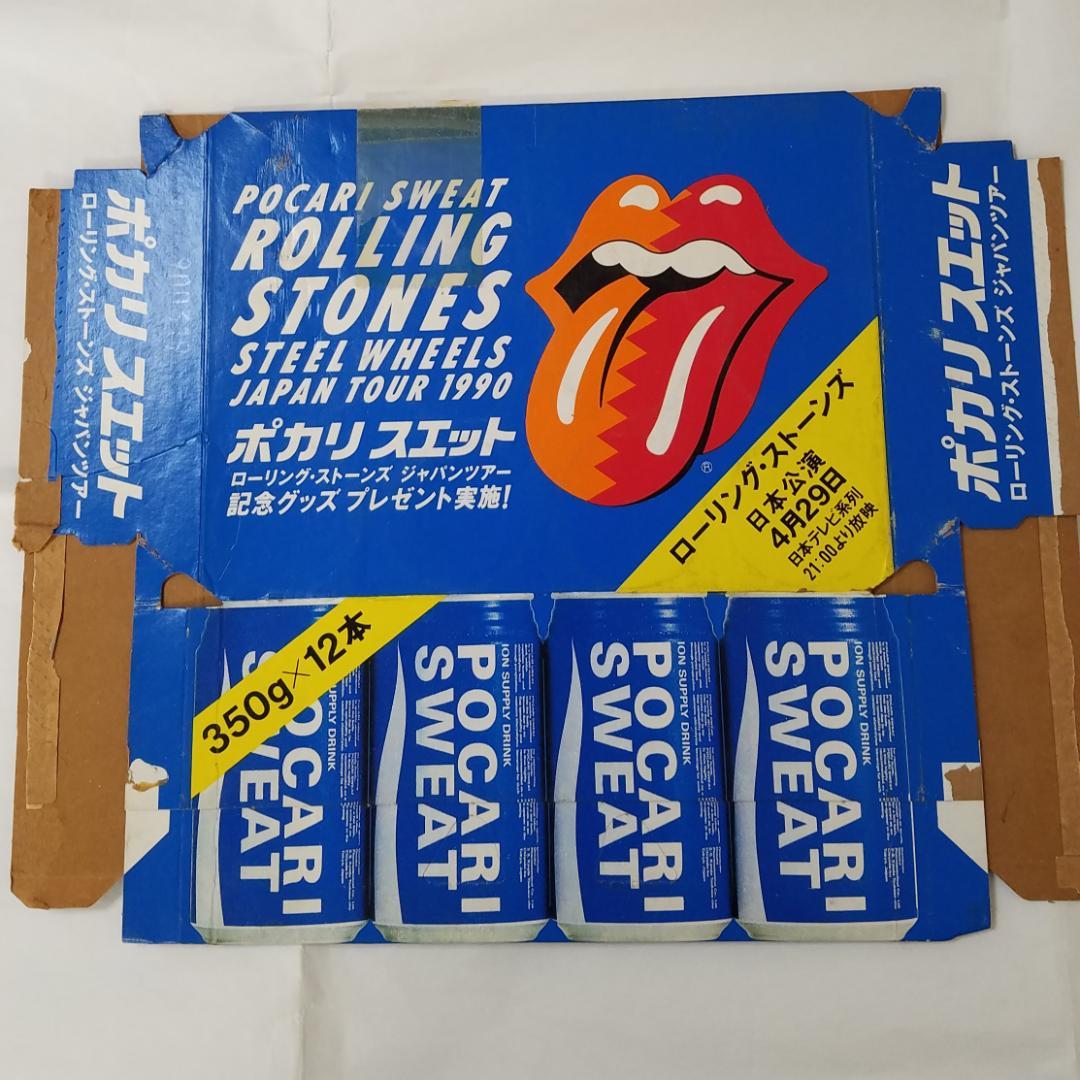 POCARI SWEAT
ROLLING
STONES
STEEL WHEELS
JAPAN TOUR 1990
ポカリ スエット
ローリング・ストーンズ ジャパンツアー
記念グッズ プレゼント実施!
ローリング・ストーンズ
日本公演
4月29日
日本テレビ系列
21:00より放映
ポカリ スエット
ローリング・ストーンズ ジャパンツアー
ポカリ スエット
ローリング・ストーンズ ジャパンツアー
350g×12本
SUPPLY DRINK
POCARI
SWEAT
ION SUPPLY DRINK
POCARI
SWEAT
ION SUPPLY DRINK
POCARI
SWEAT
ION SUPPLY DRINK
POCARI
SWEAT